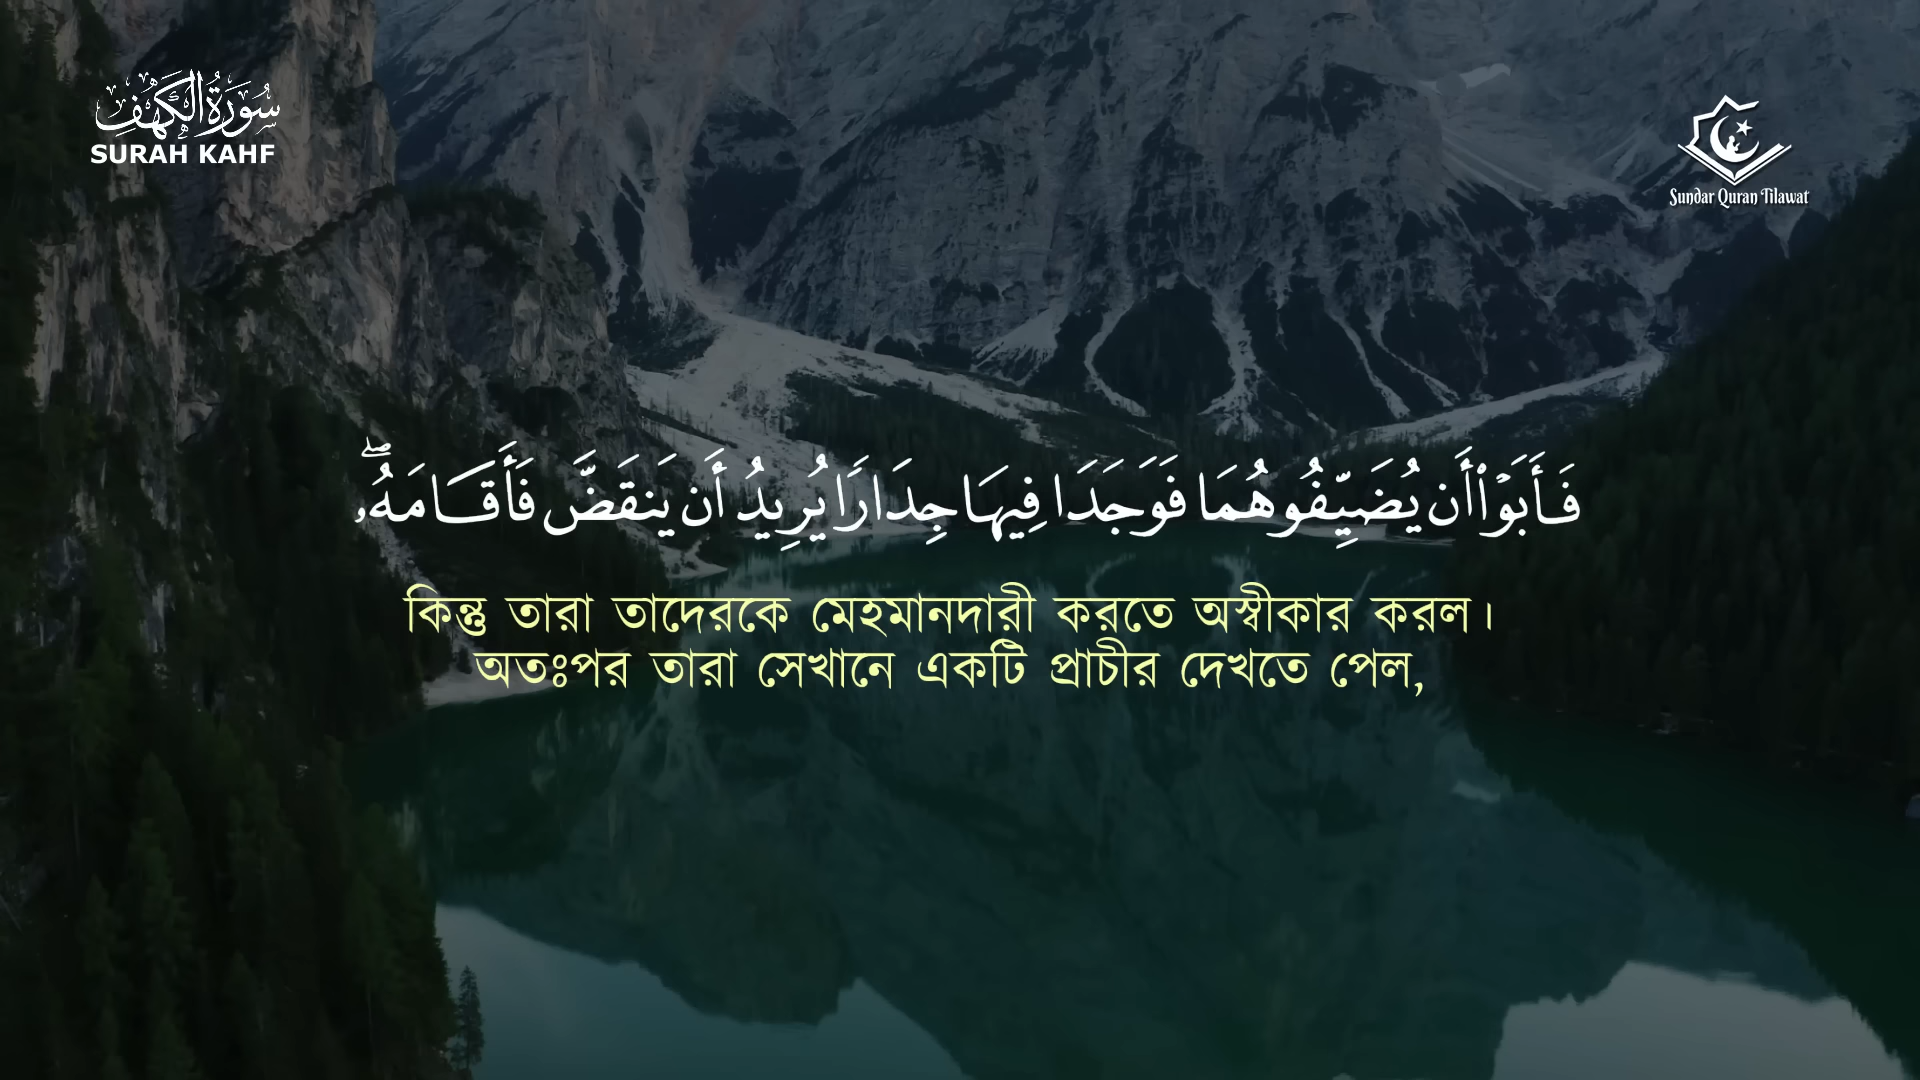 سُورَةُ الْكَهْفِ
SURAH KAHF
Sundar Quran Tilawat
فَأَبَوْا۟ أَن يُضَيِّفُوهُمَا فَوَجَدَا فِيهَا جِدَارًا يُرِيدُ أَن يَنقَضَّ فَأَقَامَهُۥۖ
কিন্তু তারা তাদেরকে মেহমানদারী করতে অস্বীকার করল।
অতঃপর তারা সেখানে একটি প্রাচীর দেখতে পেল,